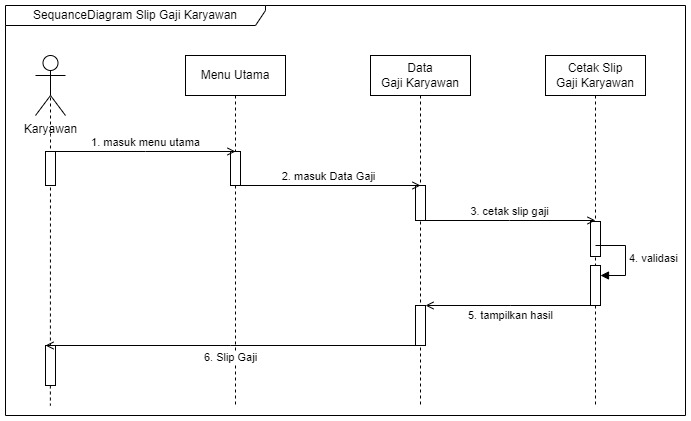 SequanceDiagram Slip Gaji Karyawan
Karyawan
Menu Utama
Data
Gaji Karyawan
Cetak Slip
Gaji Karyawan
1. masuk menu utama
2. masuk Data Gaji
3. cetak slip gaji
4. validasi
5. tampilkan hasil
6. Slip Gaji